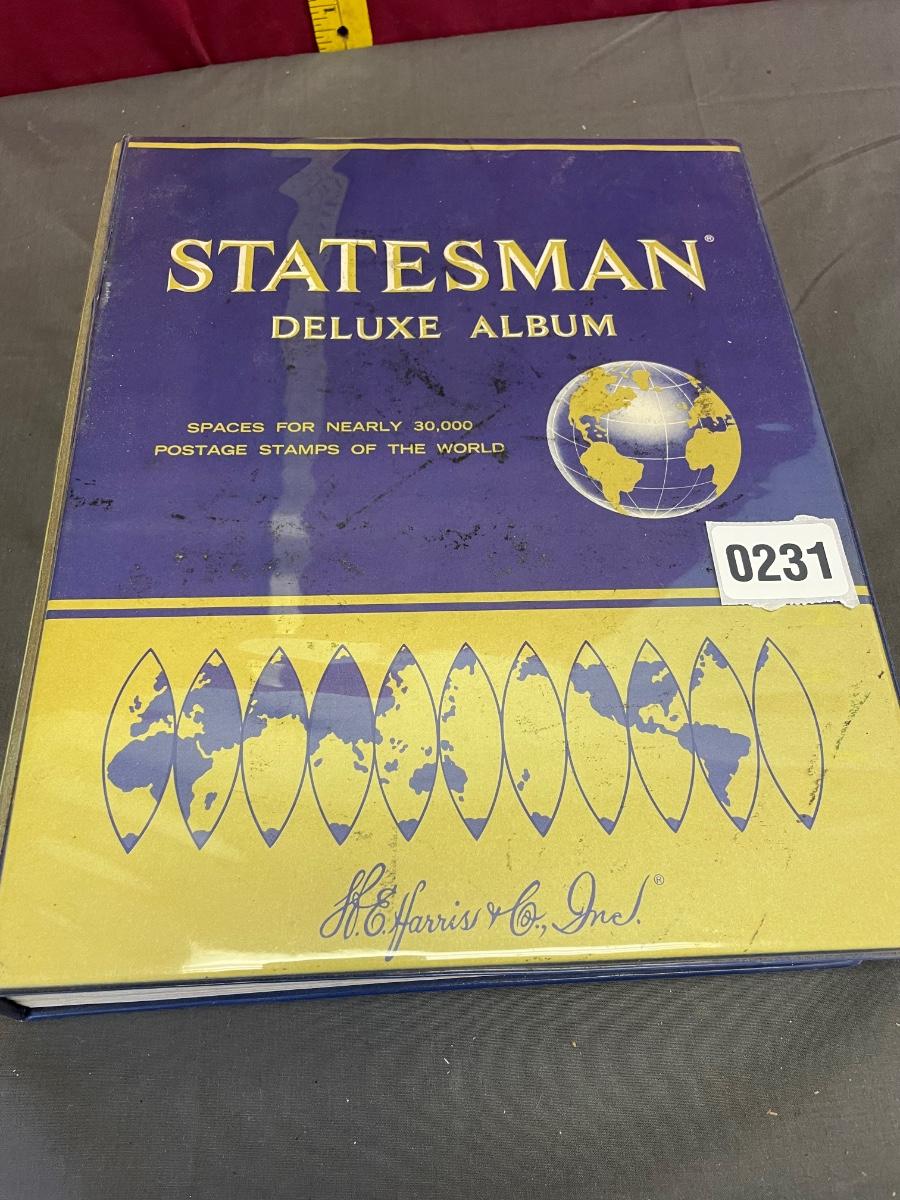 STATESMAN®
DELUXE ALBUM
SPACES FOR NEARLY 30,000
POSTAGE STAMPS OF THE WORLD
0231
H.E. Harris & Co., Inc.®